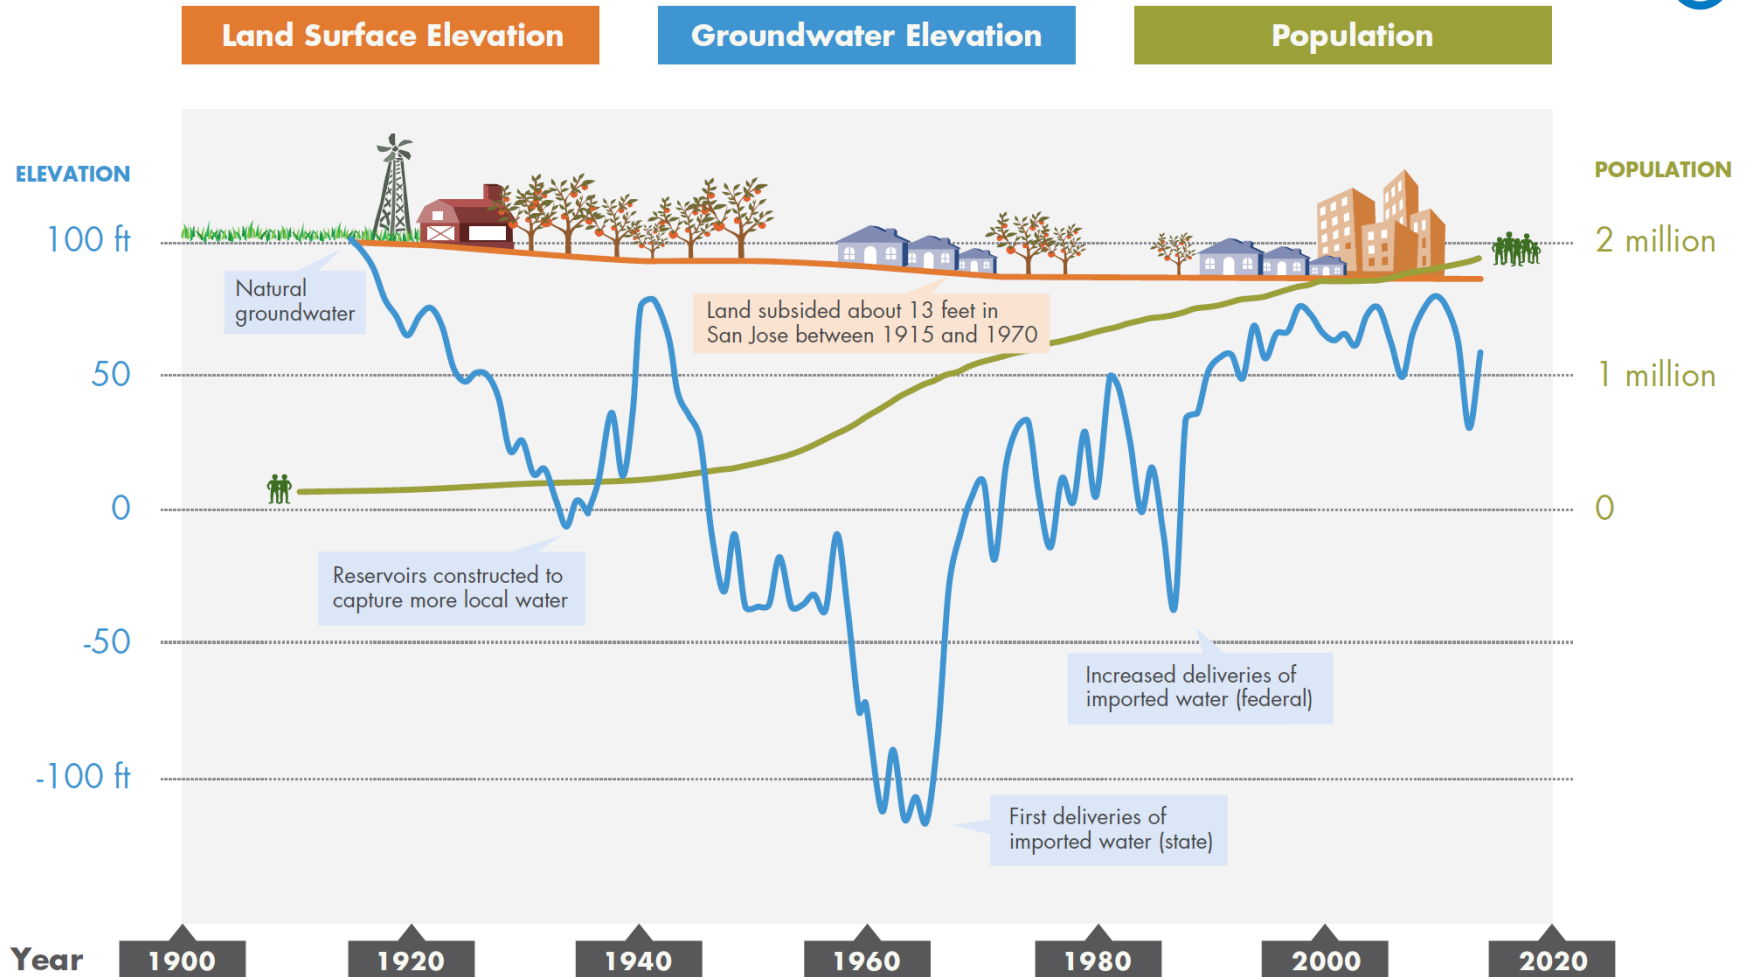 Land Surface Elevation
Groundwater Elevation
Population
ELEVATION
POPULATION
100 ft
2 million
Natural
groundwater
Land subsided about 13 feet in
San Jose between 1915 and 1970
50
1 million
0
0
Reservoirs constructed to
capture more local water
-50
Increased deliveries of
imported water (federal)
-100 ft
First deliveries of
imported water (state)
Year
1900
1920
1940
1960
1980
2000
2020